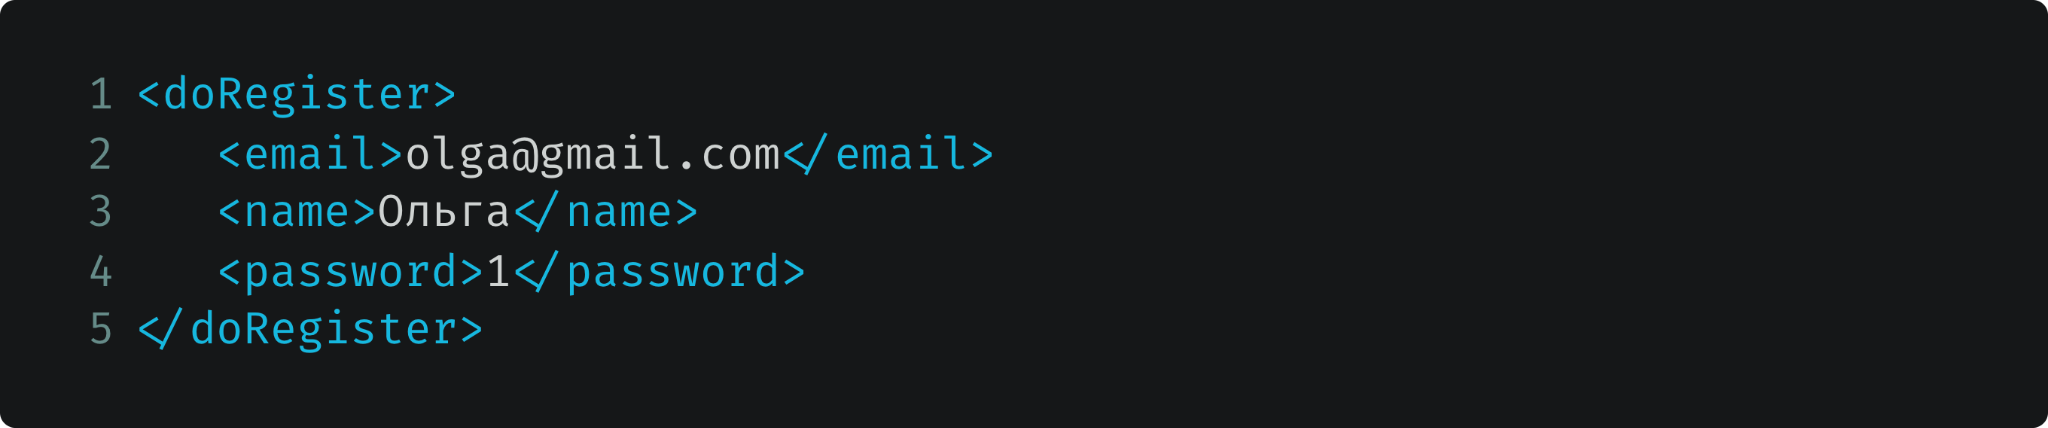 1 <doRegister>
2    <email>olga@gmail.com</email>
3    <name>Ольга</name>
4    <password>1</password>
5 </doRegister>